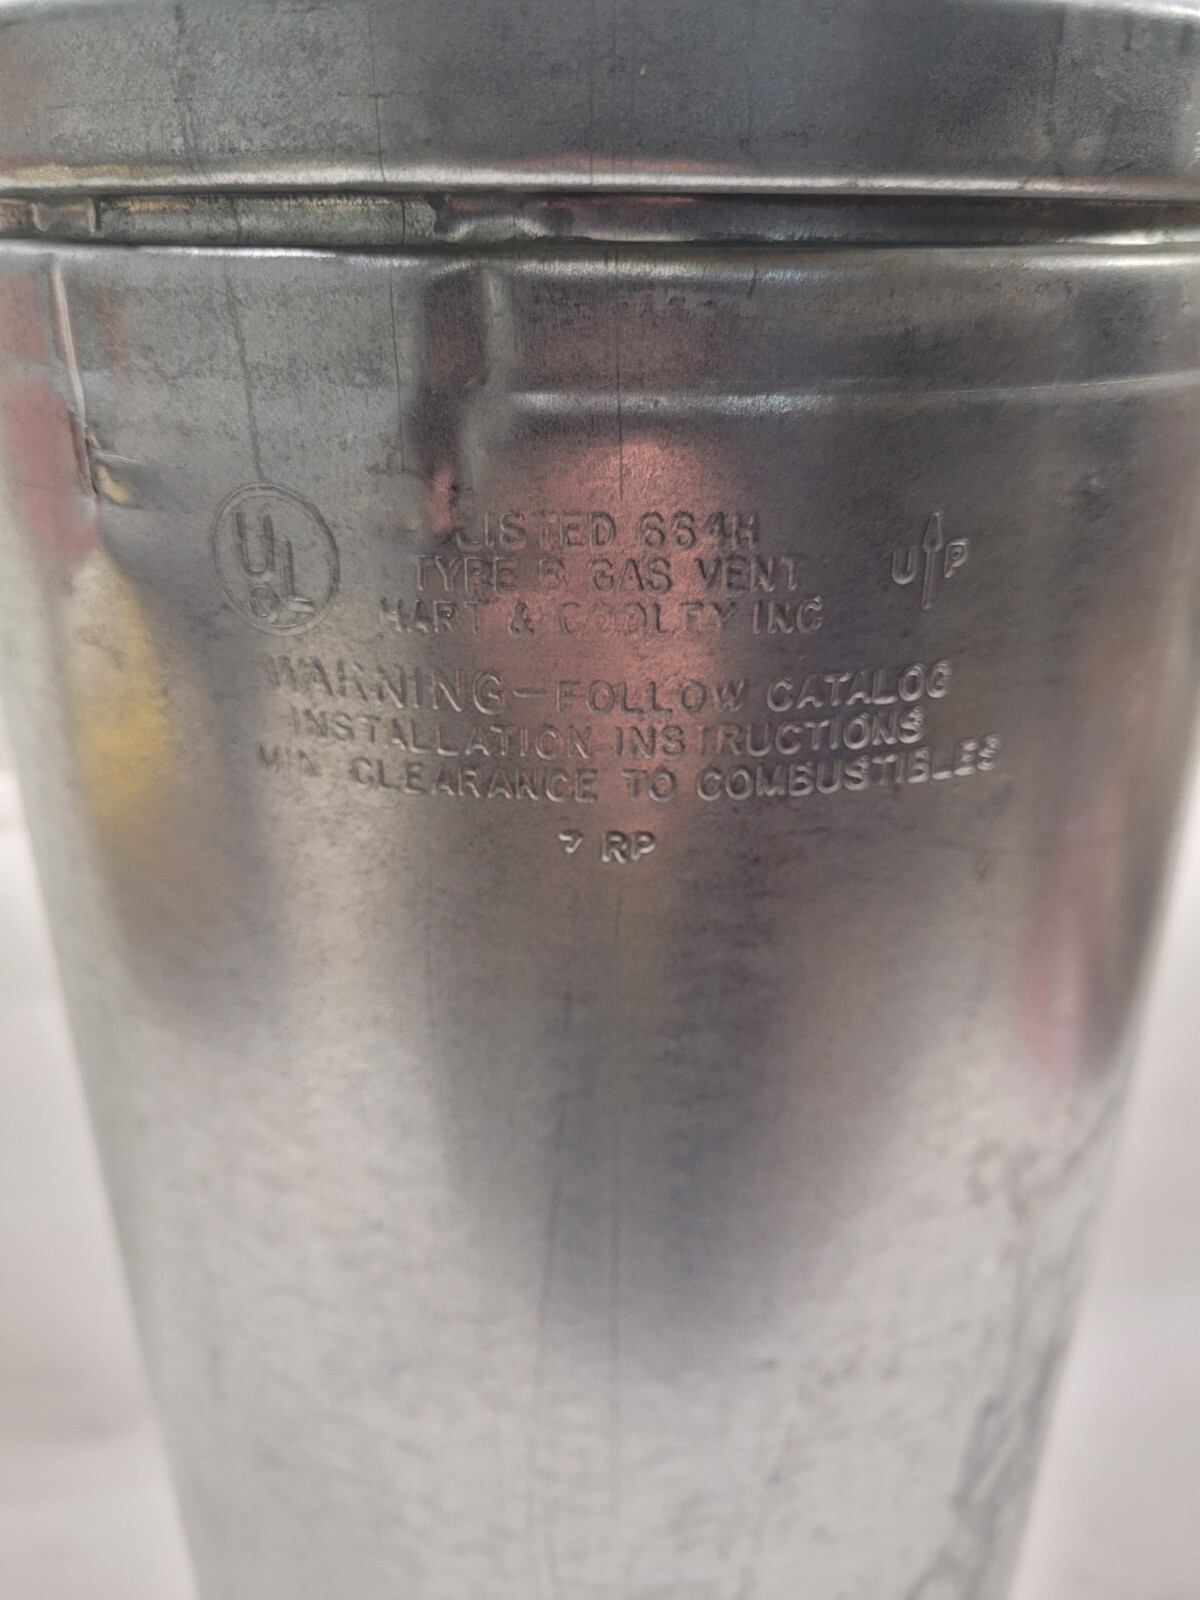 UL
LISTED 664H
TYPE B GAS VENT
HART & COOLEY INC
UP
WARNING-FOLLOW CATALOG
INSTALLATION INSTRUCTIONS
MIN CLEARANCE TO COMBUSTIBLES
RP